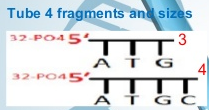 Tube 4 fragments and sizes
32-PO4 5' 3
A T G
32-PO4 5' 4
A T G C